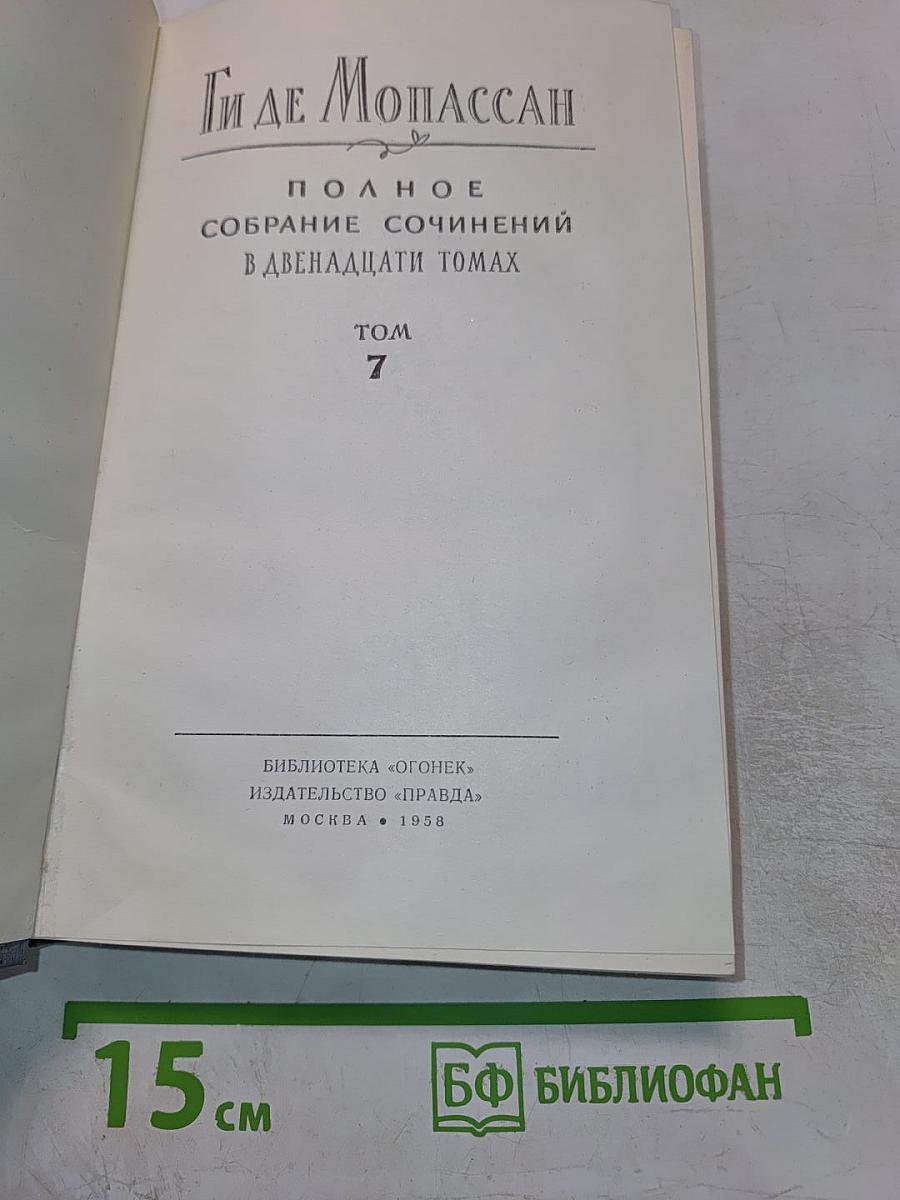 Ги де Мопассан
ПОЛНОЕ
СОБРАНИЕ СОЧИНЕНИЙ
В ДВЕНАДЦАТИ ТОМАХ
ТОМ
7
БИБЛИОТЕКА «ОГОНЕК»
ИЗДАТЕЛЬСТВО «ПРАВДА»
МОСКВА • 1958
15 см
БФ БИБЛИОФАН